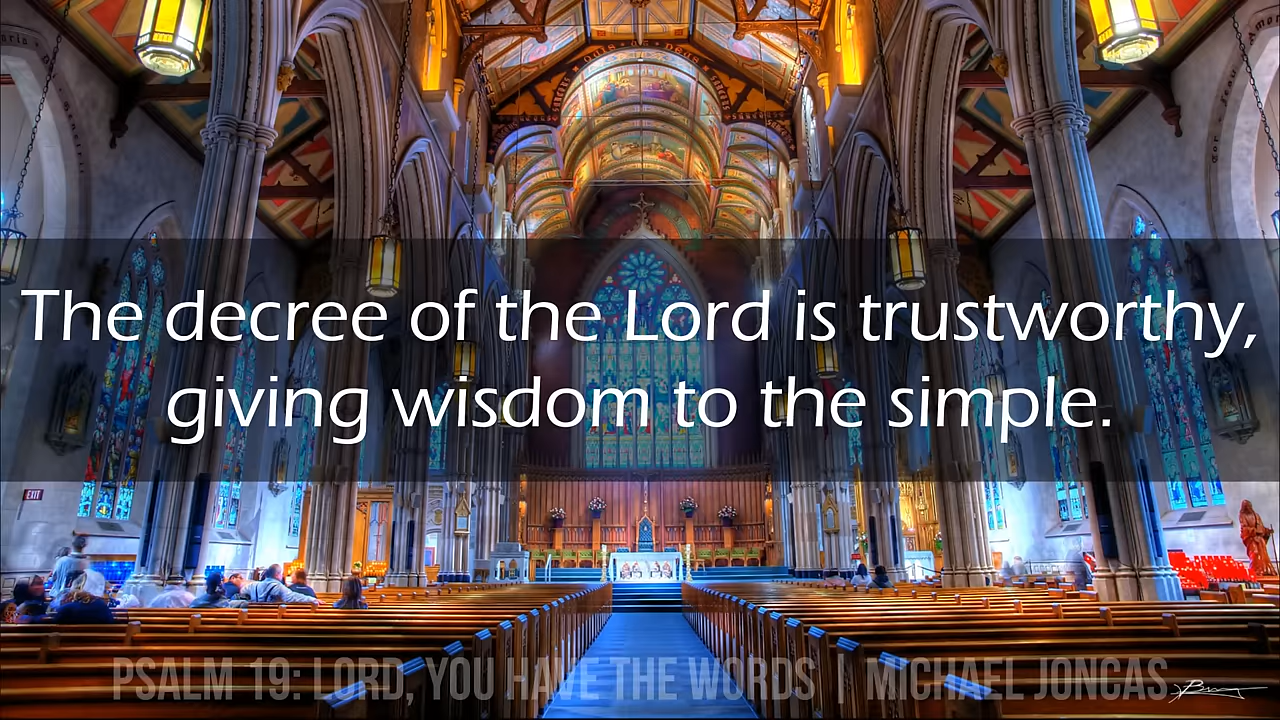 The decree of the Lord is trustworthy,
giving wisdom to the simple.
EXIT
PSALM 19: LORD, YOU HAVE THE WORDS | MICHAEL JONCAS